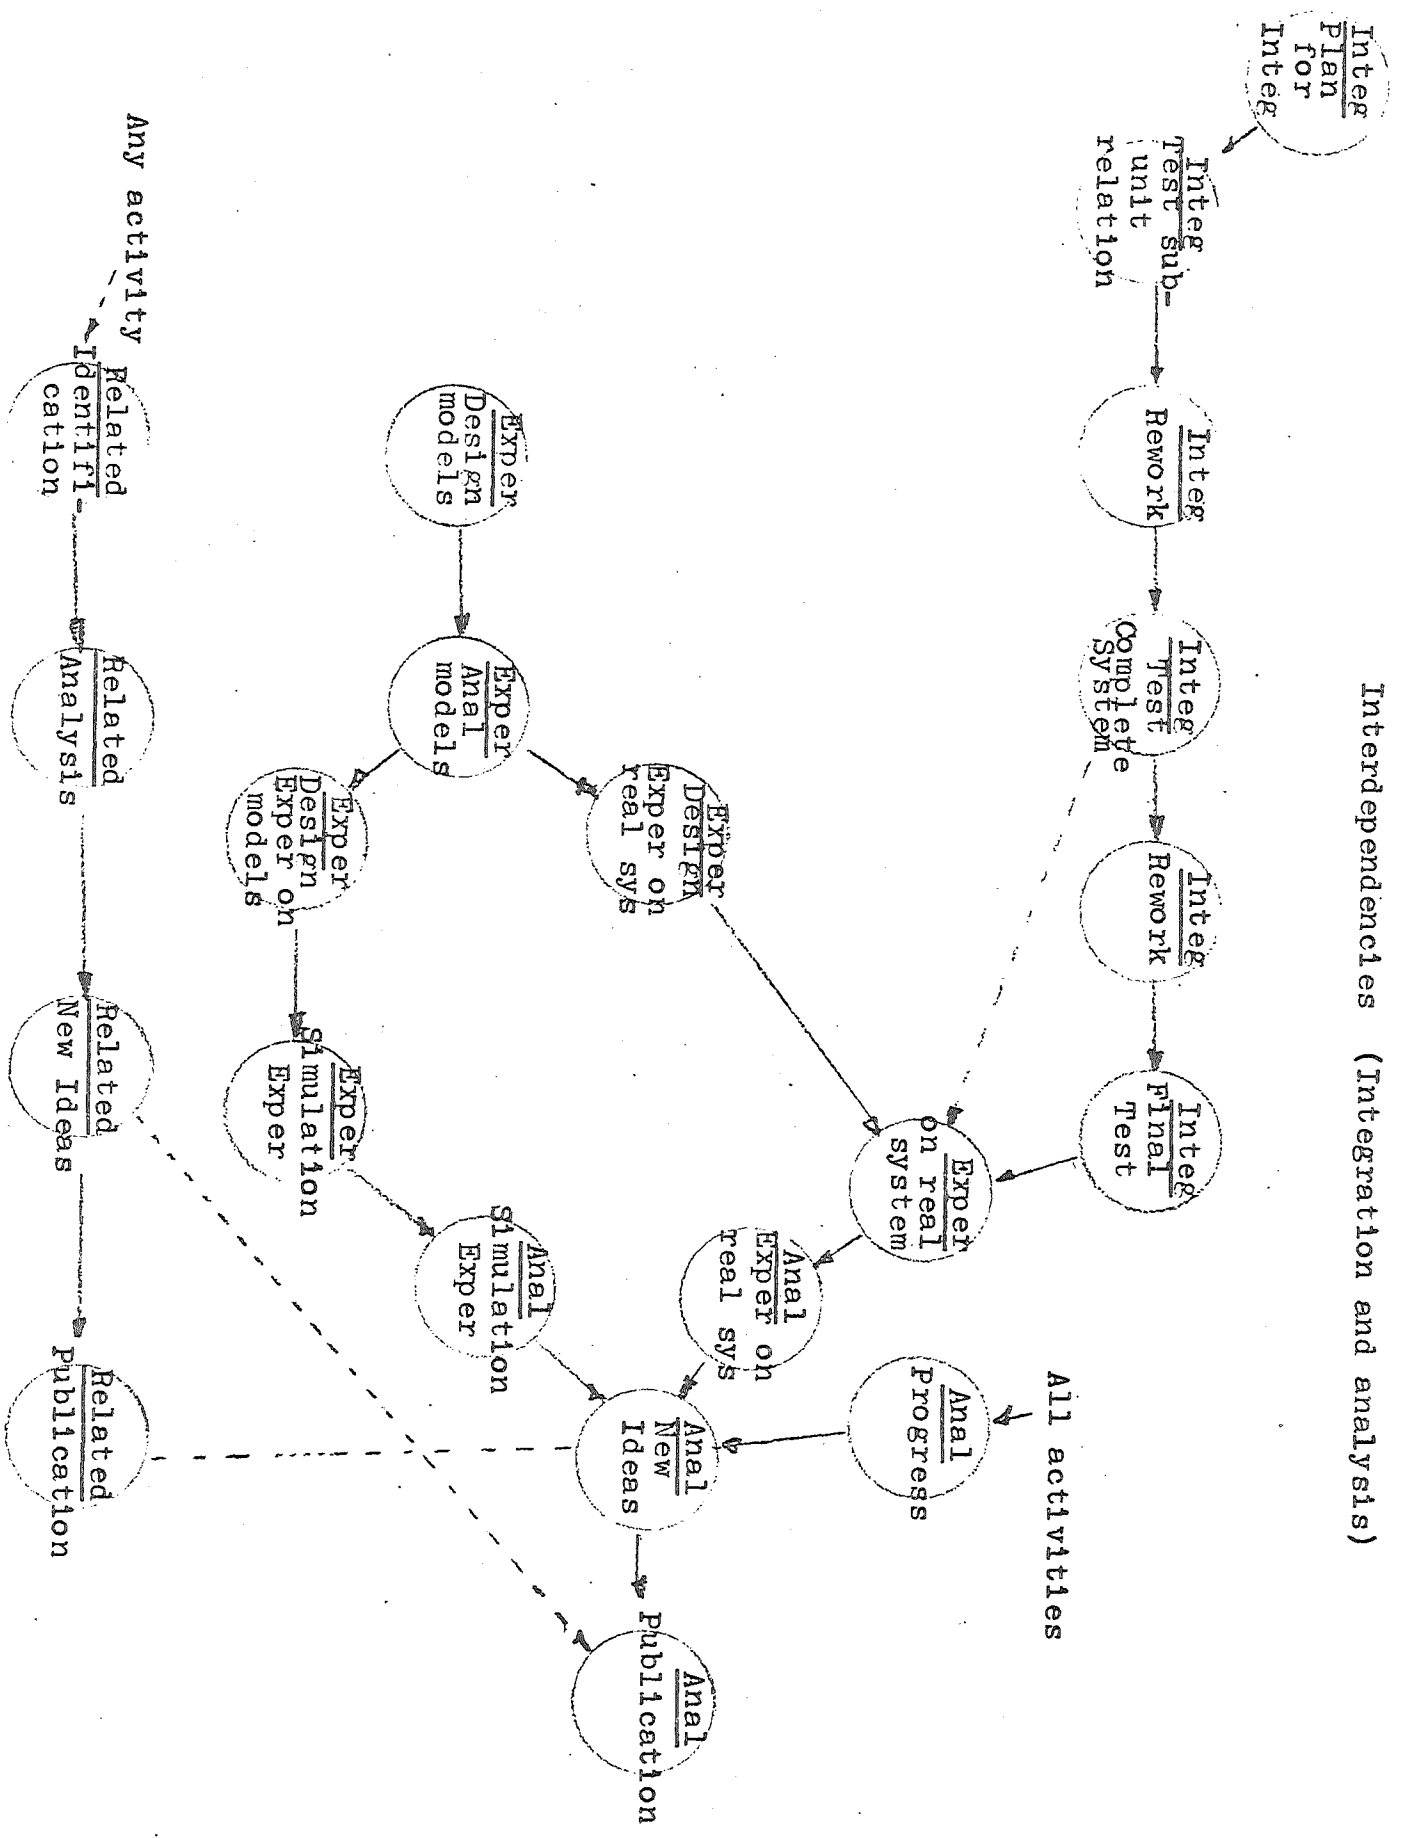 Interdependencies (Integration and analysis)
Integ
Plan
for
Integ
Integ
Test sub-
unit
relation
Integ
Rework
Integ
Test
Complete
System
Integ
Rework
Integ
Final
Test
Exper
on real
system
All activities
Anal
Progress
Exper
Design
Exper on
real sys
Anal
Exper on
real sys
Exper
Design
models
Exper
Anal
models
Anal
New
Ideas
Anal
Publication
Exper
Design
Exper on
models
Exper
Simulation
Exper
Anal
Simulation
Exper
Any activity
Related
Identifi-
cation
Related
Analysis
Related
New Ideas
Related
Publication